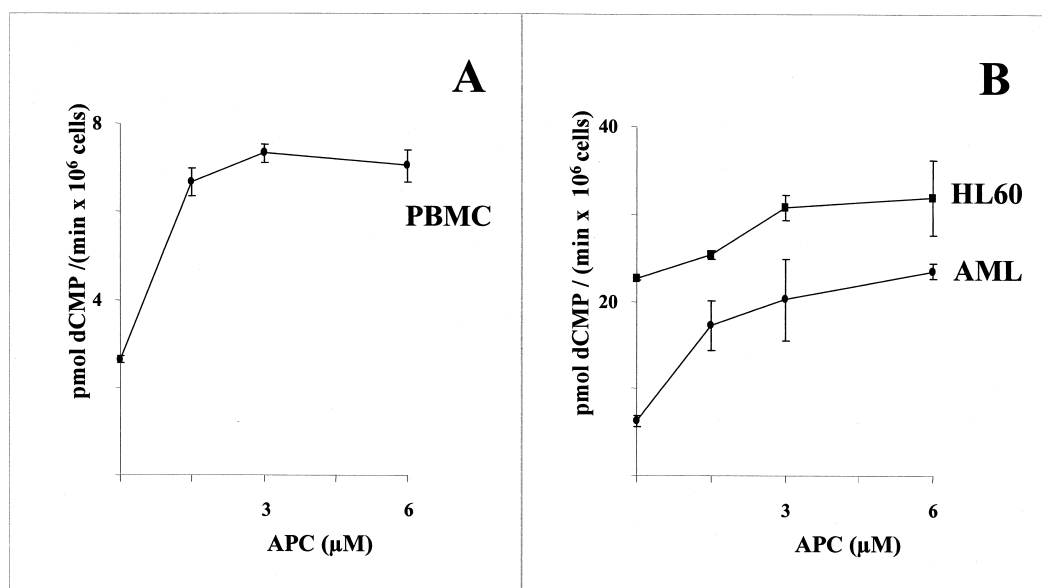 A
pmol dCMP /(min x 10⁶ cells)
8
4
PBMC
3
6
APC (µM)
B
pmol dCMP / (min x 10⁶ cells)
40
20
HL60
AML
3
6
APC (µM)